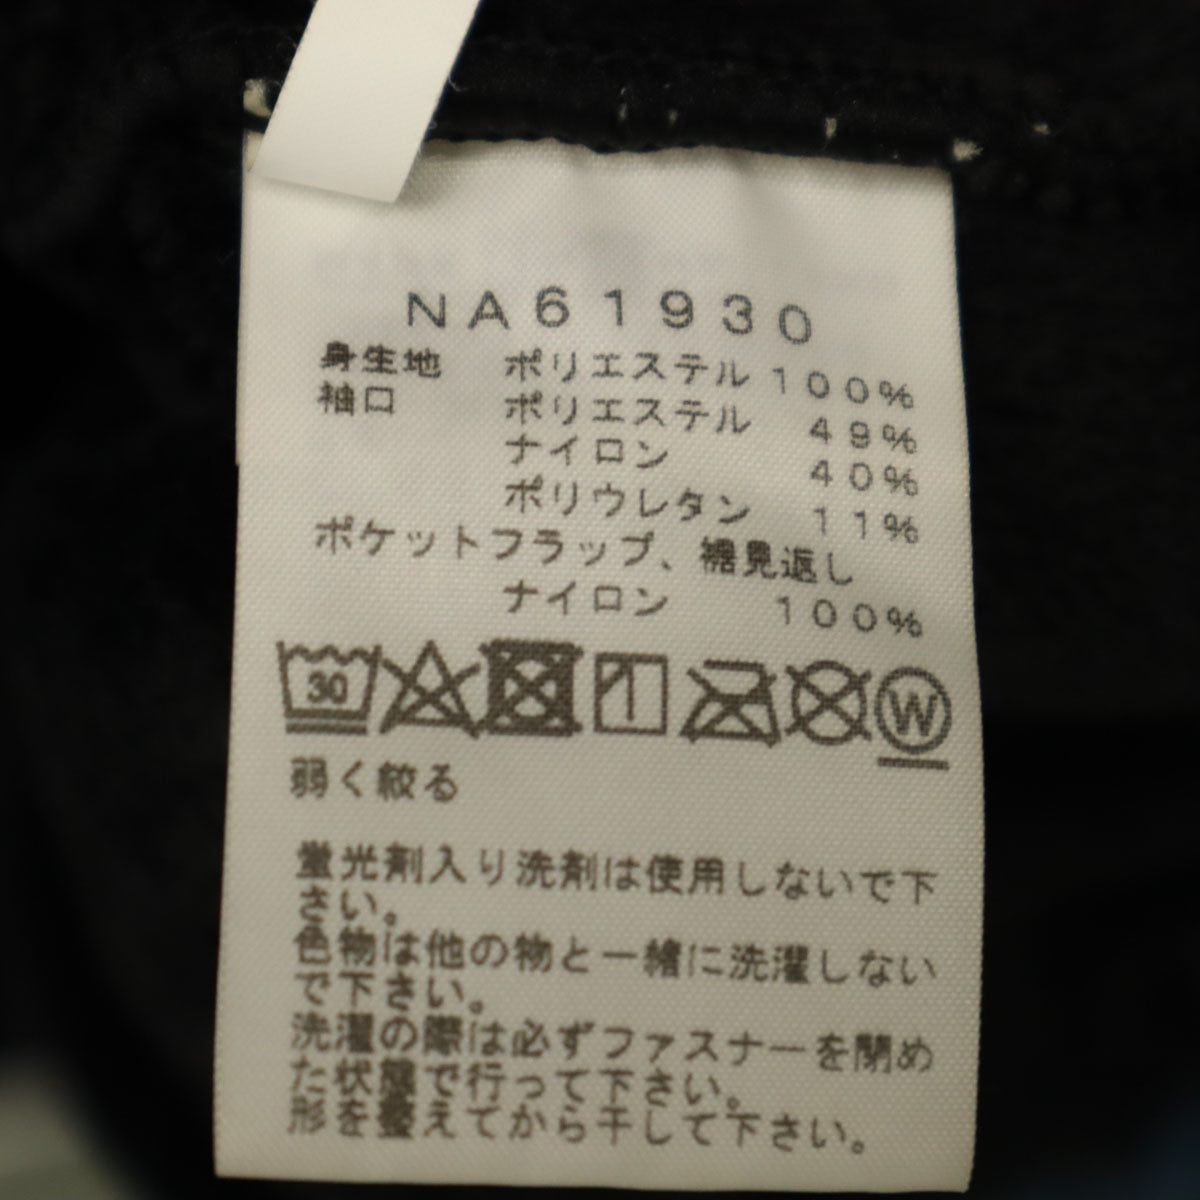 NA61930
身生地 ポリエステル 100%
袖口 ポリエステル 49%
ナイロン 40%
ポリウレタン 11%
ポケットフラップ、裾見返し
ナイロン 100%
30 W
弱く絞る
蛍光剤入り洗剤は使用しないで下
さい。
色物は他の物と一緒に洗濯しない
で下さい。
洗濯の際は必ずファスナーを閉め
た状態で行って下さい。
形を整えてから干して下さい。